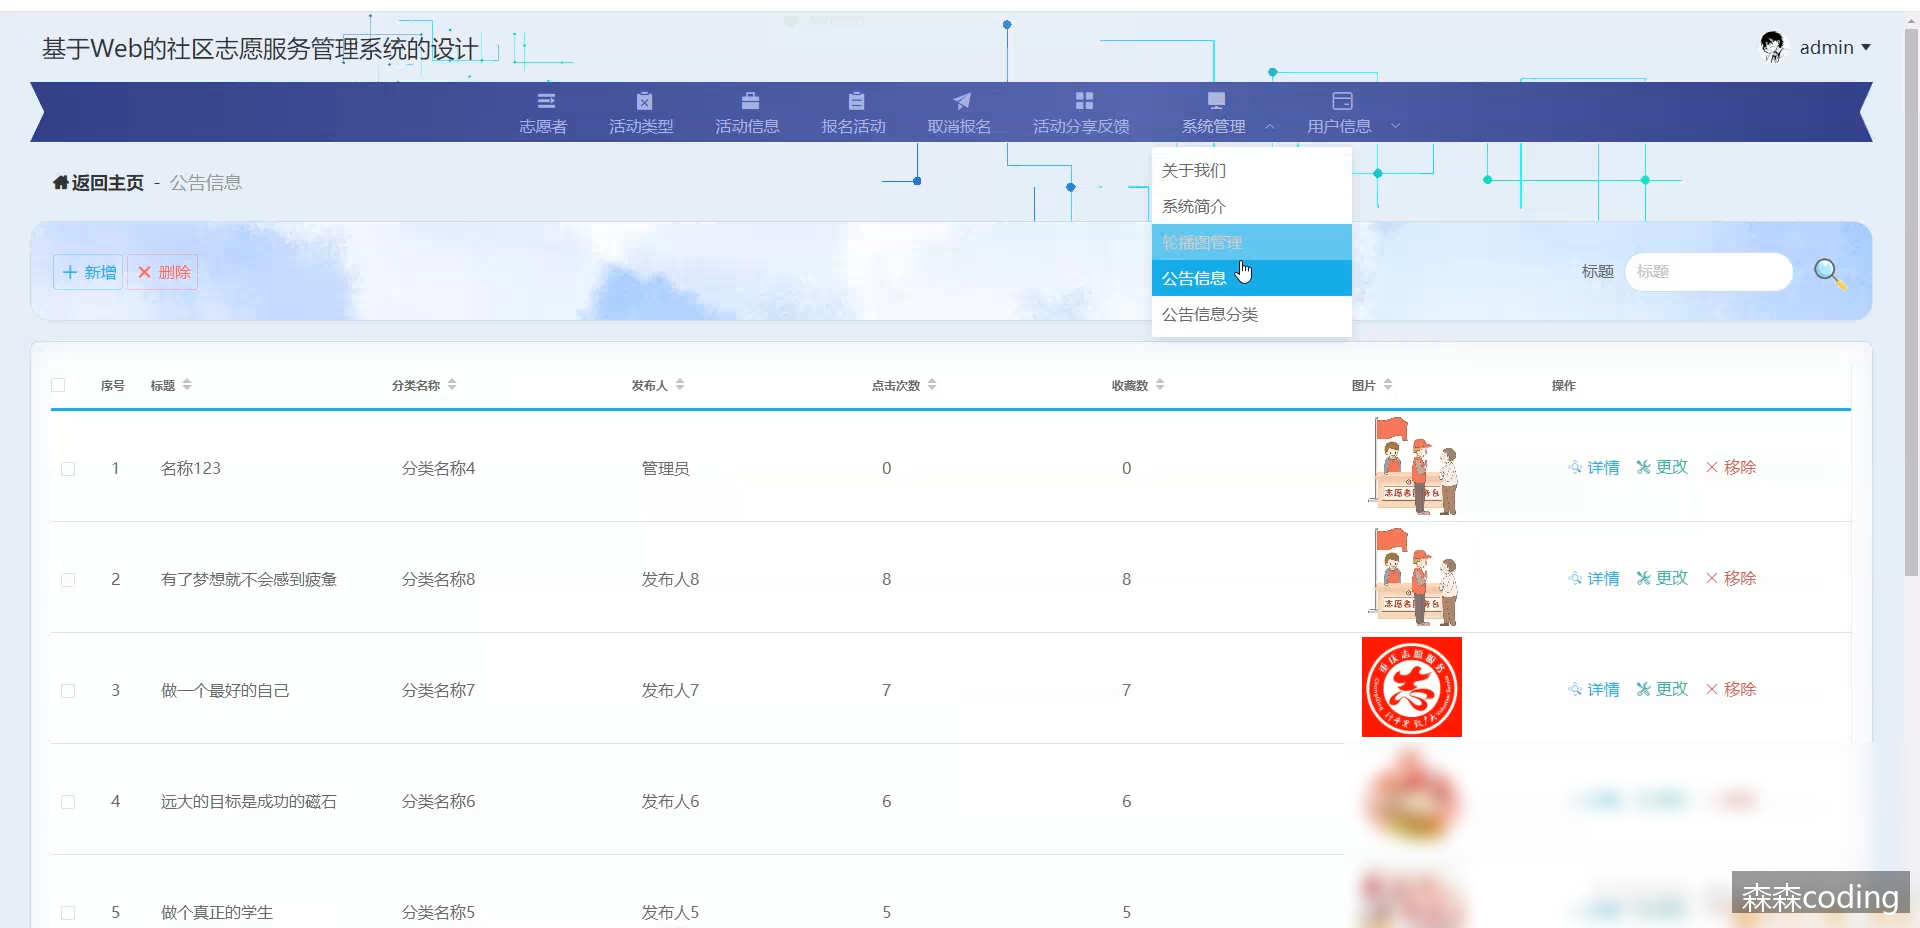 基于Web的社区志愿服务管理系统的设计
admin
志愿者
活动类型
活动信息
报名活动
取消报名
活动分享反馈
系统管理
用户信息
关于我们
系统简介
轮播图管理
公告信息
公告信息分类
返回主页 - 公告信息
新增
删除
标题
标题
序号 标题 分类名称 发布人 点击次数 收藏数 图片 操作
1 名称123 分类名称4 管理员 0 0 详情 更改 移除
2 有了梦想就不会感到疲惫 分类名称8 发布人8 8 8 详情 更改 移除
3 做一个最好的自己 分类名称7 发布人7 7 7 详情 更改 移除
重庆志愿服务
志
4 远大的目标是成功的磁石 分类名称6 发布人6 6 6
5 做个真正的学生 分类名称5 发布人5 5 5
森森coding